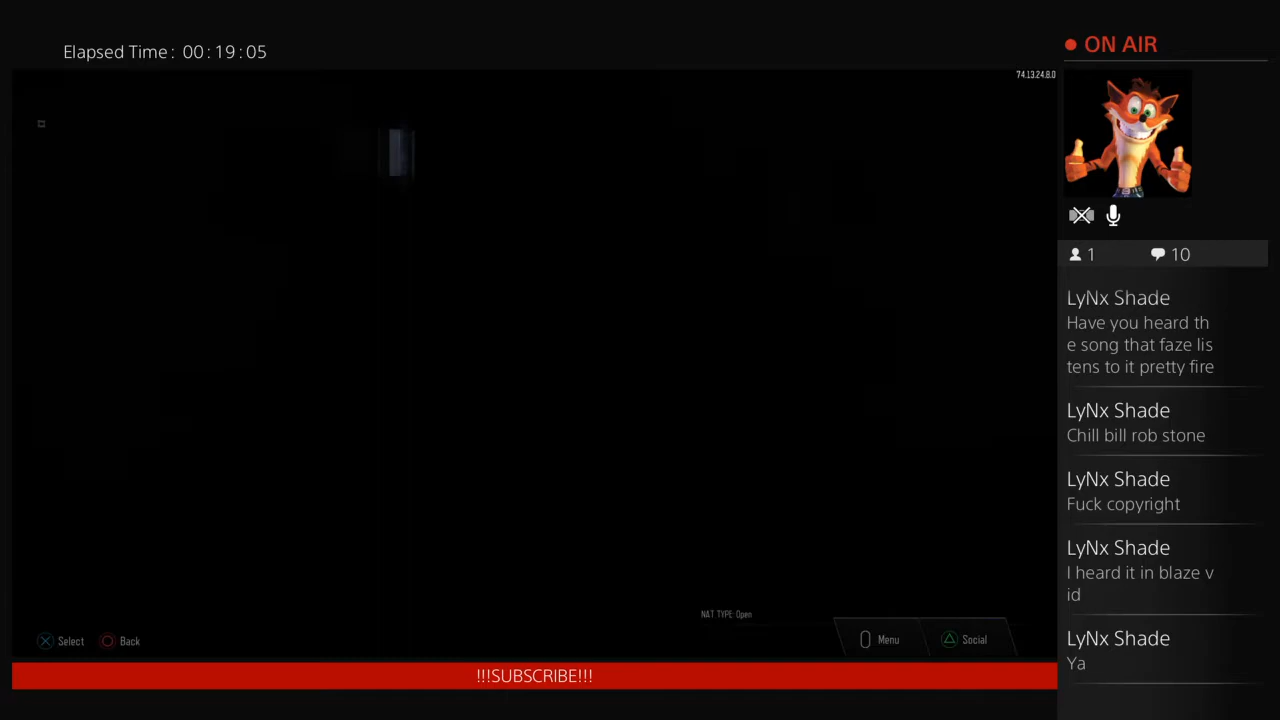 Elapsed Time: 00:19:05
ON AIR
74.13.24.8.0
1
10
LyNx Shade
Have you heard th
e song that faze lis
tens to it pretty fire
LyNx Shade
Chill bill rob stone
LyNx Shade
Fuck copyright
LyNx Shade
I heard it in blaze v
id
LyNx Shade
Ya
NAT TYPE: Open
Select
Back
Menu
Social
!!!SUBSCRIBE!!!